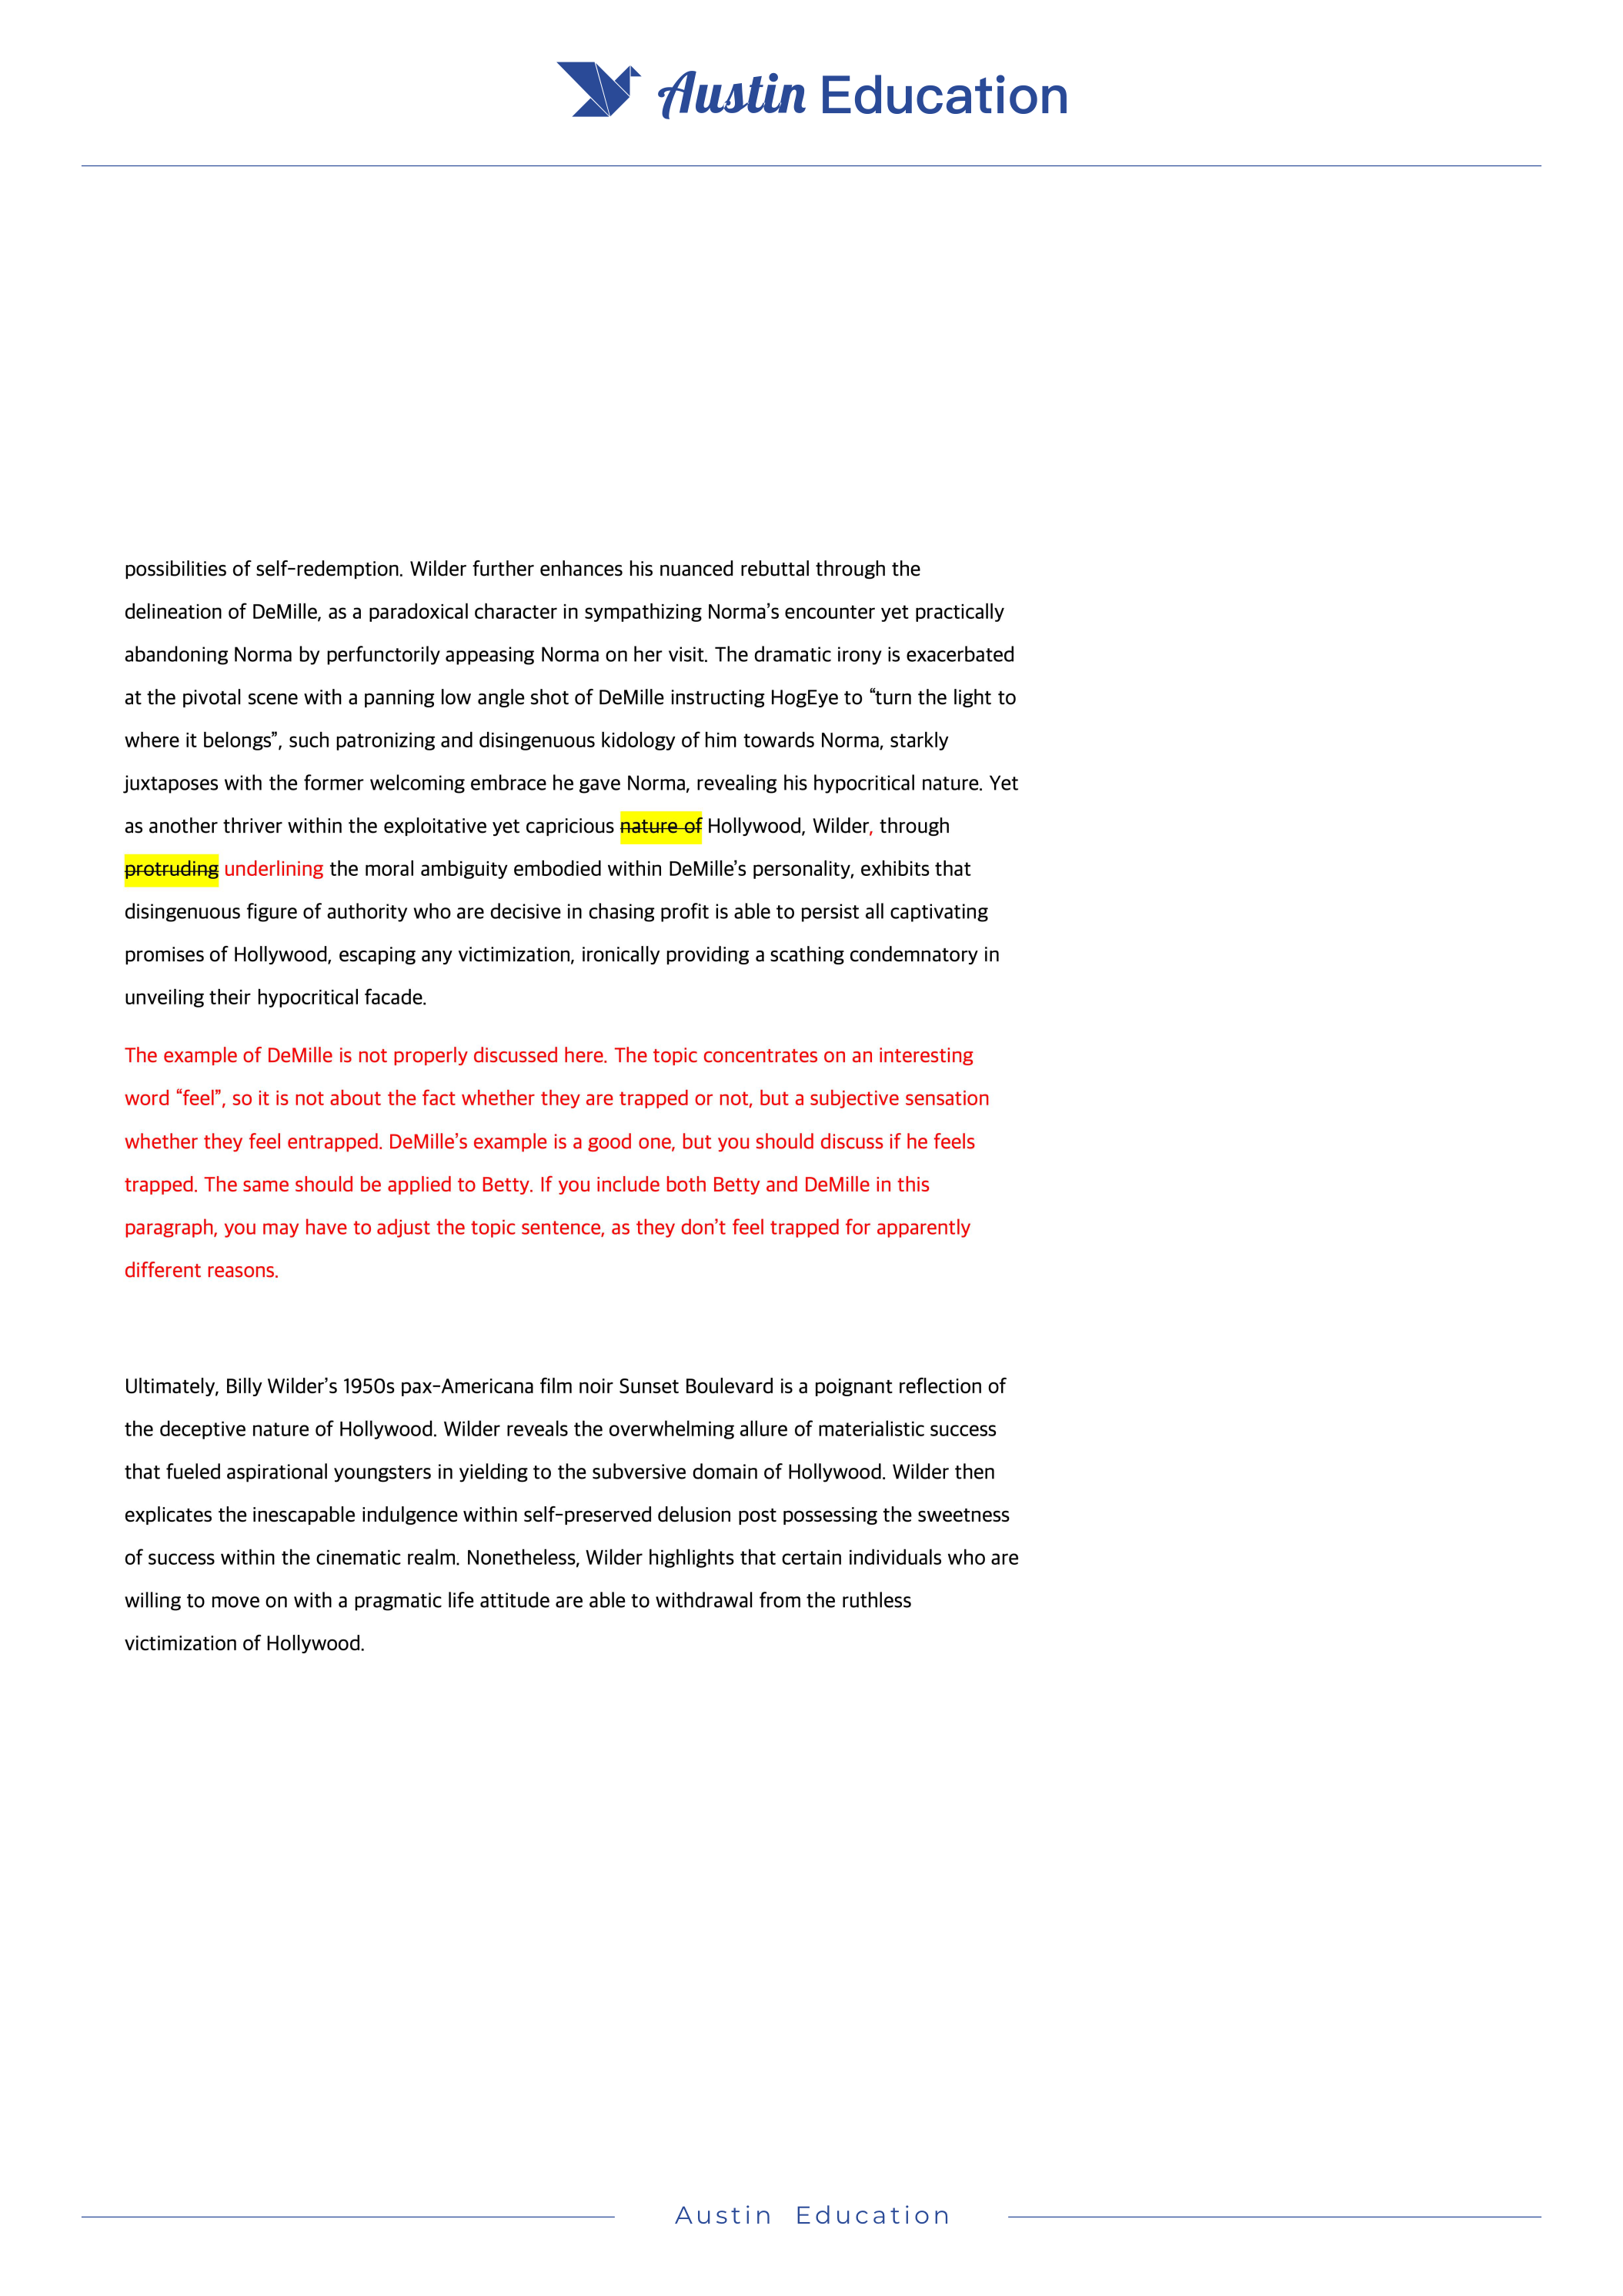 Austin Education
possibilities of self-redemption. Wilder further enhances his nuanced rebuttal through the
delineation of DeMille, as a paradoxical character in sympathizing Norma's encounter yet practically
abandoning Norma by perfunctorily appeasing Norma on her visit. The dramatic irony is exacerbated
at the pivotal scene with a panning low angle shot of DeMille instructing HogEye to “turn the light to
where it belongs”, such patronizing and disingenuous kidology of him towards Norma, starkly
juxtaposes with the former welcoming embrace he gave Norma, revealing his hypocritical nature. Yet
as another thriver within the exploitative yet capricious nature of Hollywood, Wilder, through
protruding underlining the moral ambiguity embodied within DeMille's personality, exhibits that
disingenuous figure of authority who are decisive in chasing profit is able to persist all captivating
promises of Hollywood, escaping any victimization, ironically providing a scathing condemnatory in
unveiling their hypocritical facade.
The example of DeMille is not properly discussed here. The topic concentrates on an interesting
word “feel”, so it is not about the fact whether they are trapped or not, but a subjective sensation
whether they feel entrapped. DeMille's example is a good one, but you should discuss if he feels
trapped. The same should be applied to Betty. If you include both Betty and DeMille in this
paragraph, you may have to adjust the topic sentence, as they don't feel trapped for apparently
different reasons.
Ultimately, Billy Wilder's 1950s pax-Americana film noir Sunset Boulevard is a poignant reflection of
the deceptive nature of Hollywood. Wilder reveals the overwhelming allure of materialistic success
that fueled aspirational youngsters in yielding to the subversive domain of Hollywood. Wilder then
explicates the inescapable indulgence within self-preserved delusion post possessing the sweetness
of success within the cinematic realm. Nonetheless, Wilder highlights that certain individuals who are
willing to move on with a pragmatic life attitude are able to withdrawal from the ruthless
victimization of Hollywood.
Austin Education